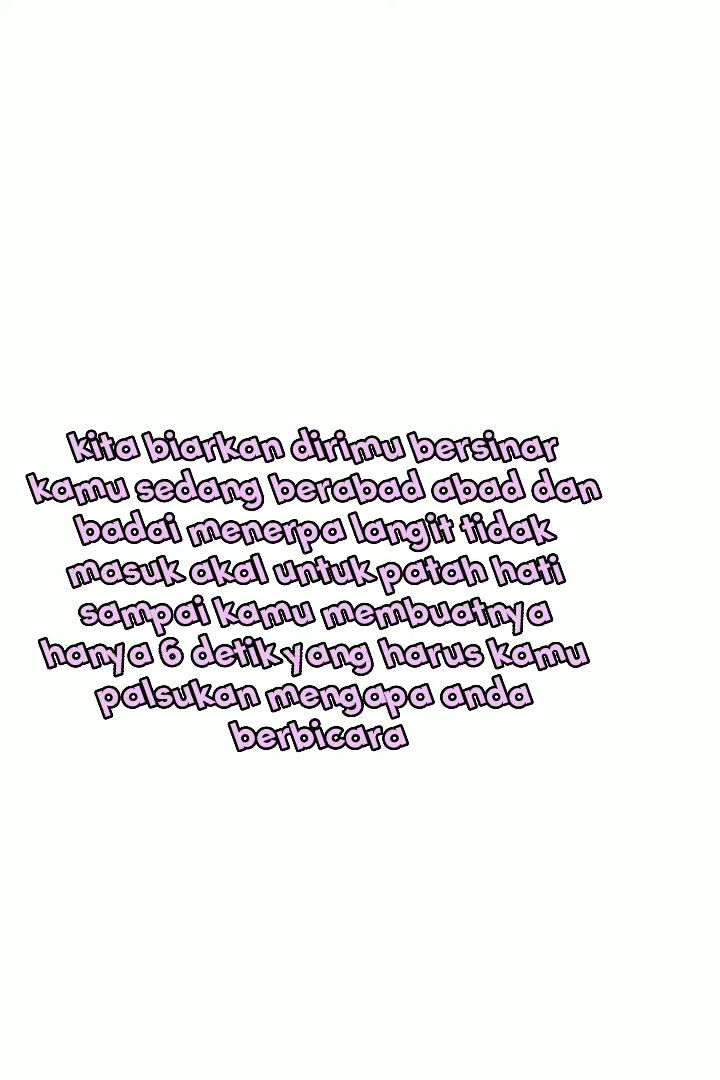 kita biarkan dirimu bersinar
kamu sedang berabad abad dan
badai menerpa langit tidak
masuk akal untuk patah hati
sampai kamu membuatnya
hanya 6 detik yang harus kamu
palsukan mengapa anda
berbicara